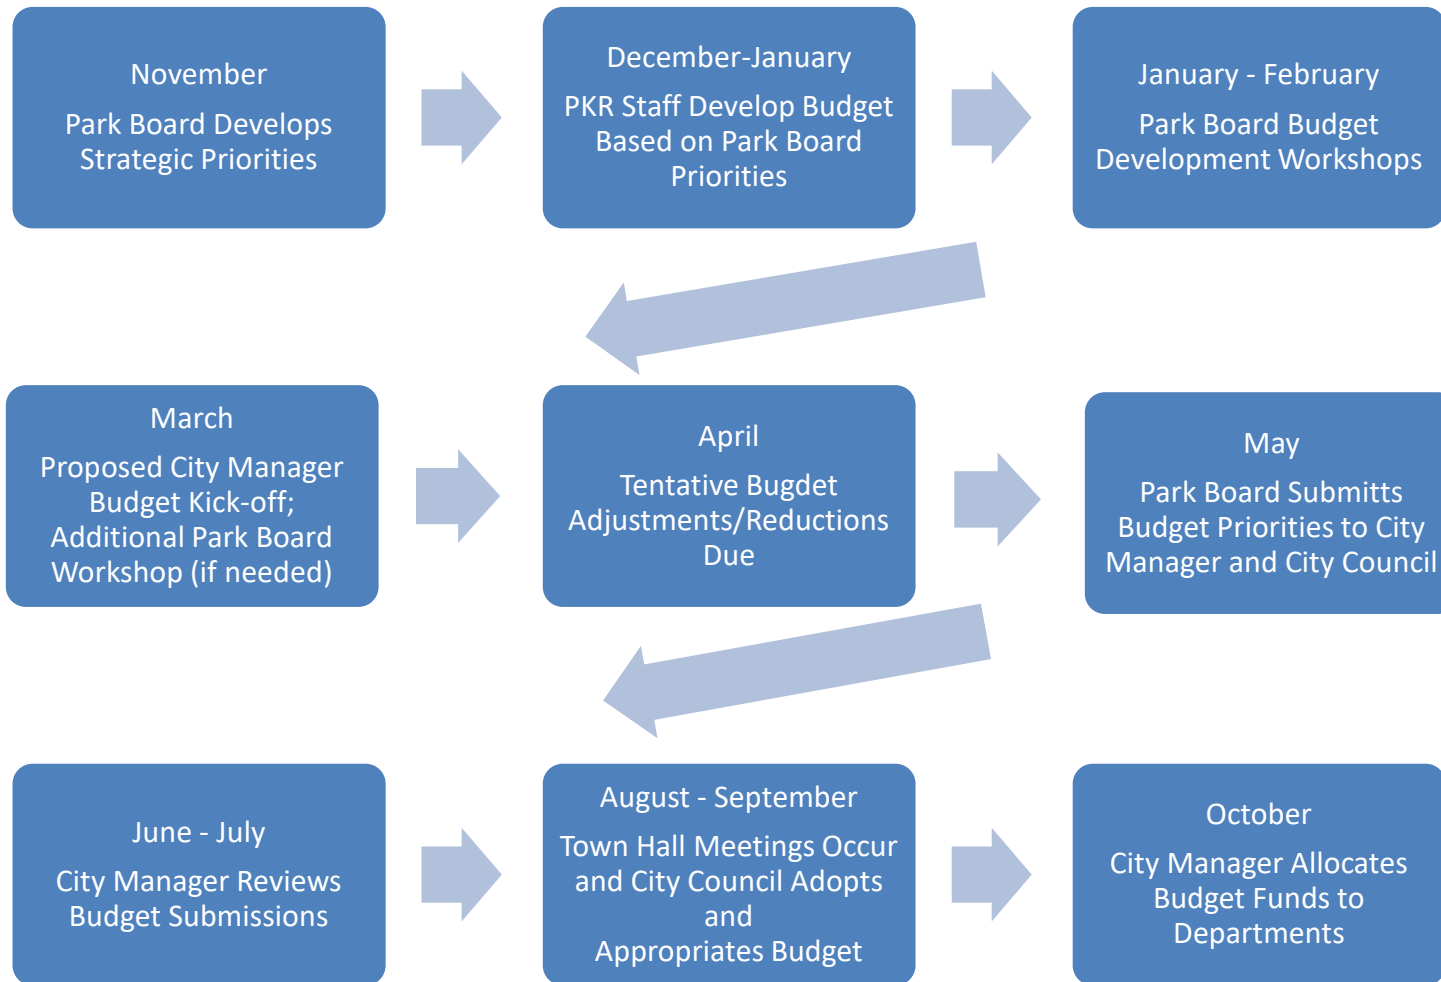 November
Park Board Develops
Strategic Priorities
December-January
PKR Staff Develop Budget
Based on Park Board
Priorities
January - February
Park Board Budget
Development Workshops
March
Proposed City Manager
Budget Kick-off;
Additional Park Board
Workshop (if needed)
April
Tentative Bugdet
Adjustments/Reductions
Due
May
Park Board Submitts
Budget Priorities to City
Manager and City Council
June - July
City Manager Reviews
Budget Submissions
August - September
Town Hall Meetings Occur
and City Council Adopts
and
Appropriates Budget
October
City Manager Allocates
Budget Funds to
Departments